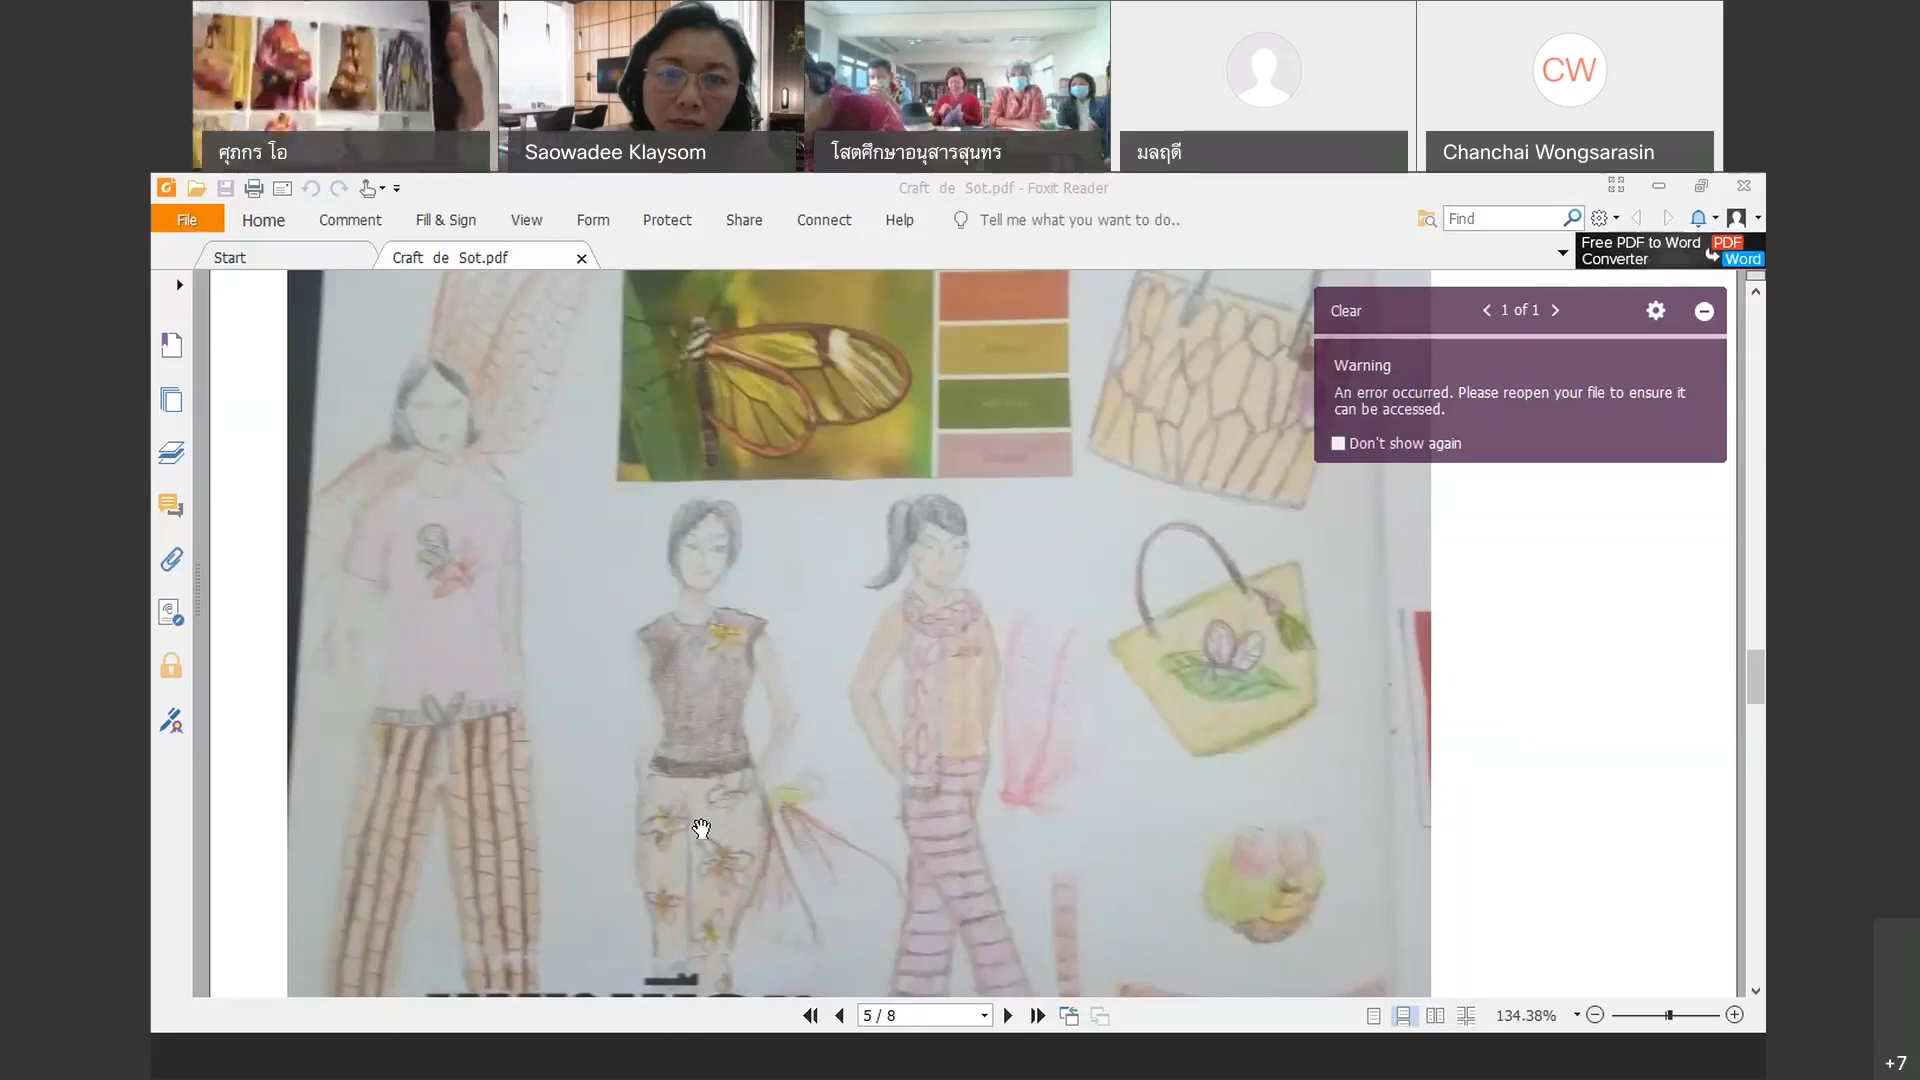 ศุภกร โอ
Saowadee Klaysom
โสตศึกษาอนุสารสุนทร
มลฤดี
CW
Chanchai Wongsarasin
Craft de Sot.pdf - Foxit Reader
File
Home
Comment
Fill & Sign
View
Form
Protect
Share
Connect
Help
Tell me what you want to do..
Find
Start
Craft de Sot.pdf
Free PDF to Word
Converter
PDF
Word
Clear
1 of 1
Warning
An error occurred. Please reopen your file to ensure it
can be accessed.
Don't show again
5 / 8
134.38%
+7